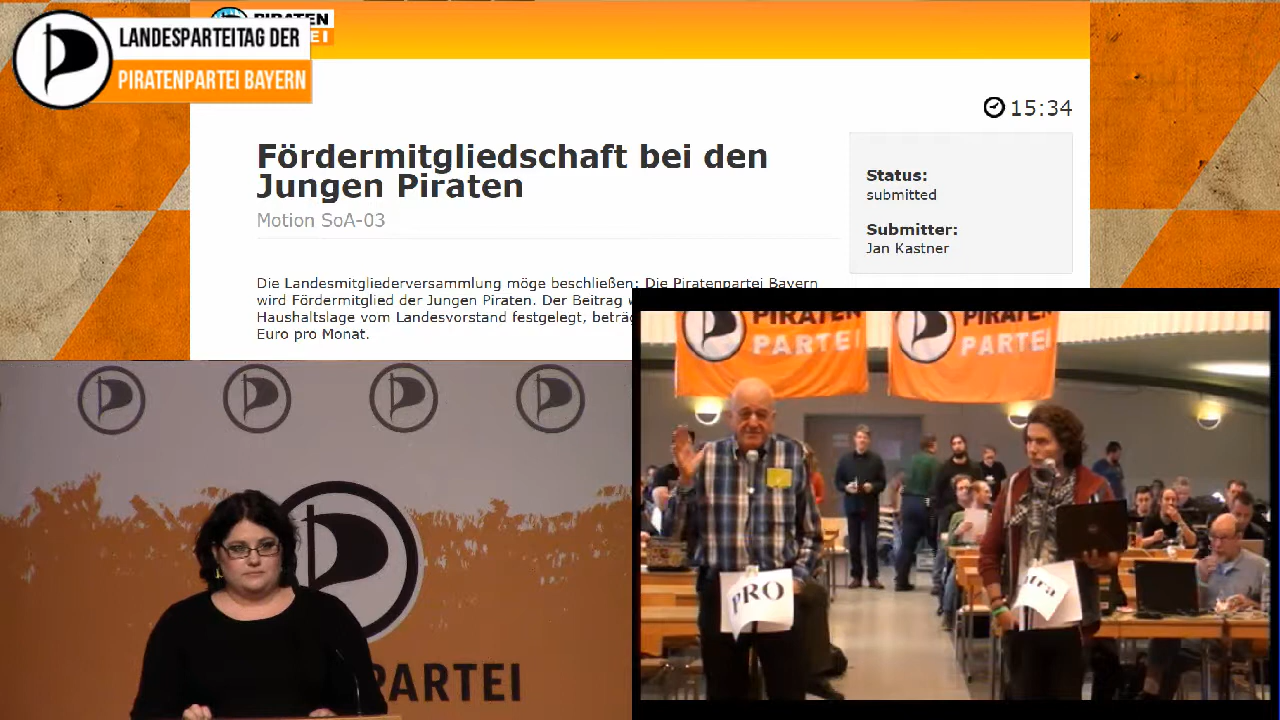 PIRATEN
EI
LANDESPARTEITAG DER
PIRATENPARTEI BAYERN
15:34
Fördermitgliedschaft bei den
Jungen Piraten
Motion SoA-03
Status:
submitted
Submitter:
Jan Kastner
Die Landesmitgliederversammlung möge beschließen: Die Piratenpartei Bayern
wird Fördermitglied der Jungen Piraten. Der Beitrag
Haushaltslage vom Landesvorstand festgelegt,
Euro pro Monat.
PIRATEN
PARTEI
PIRATEN
PARTEI
PARTEI
PRO